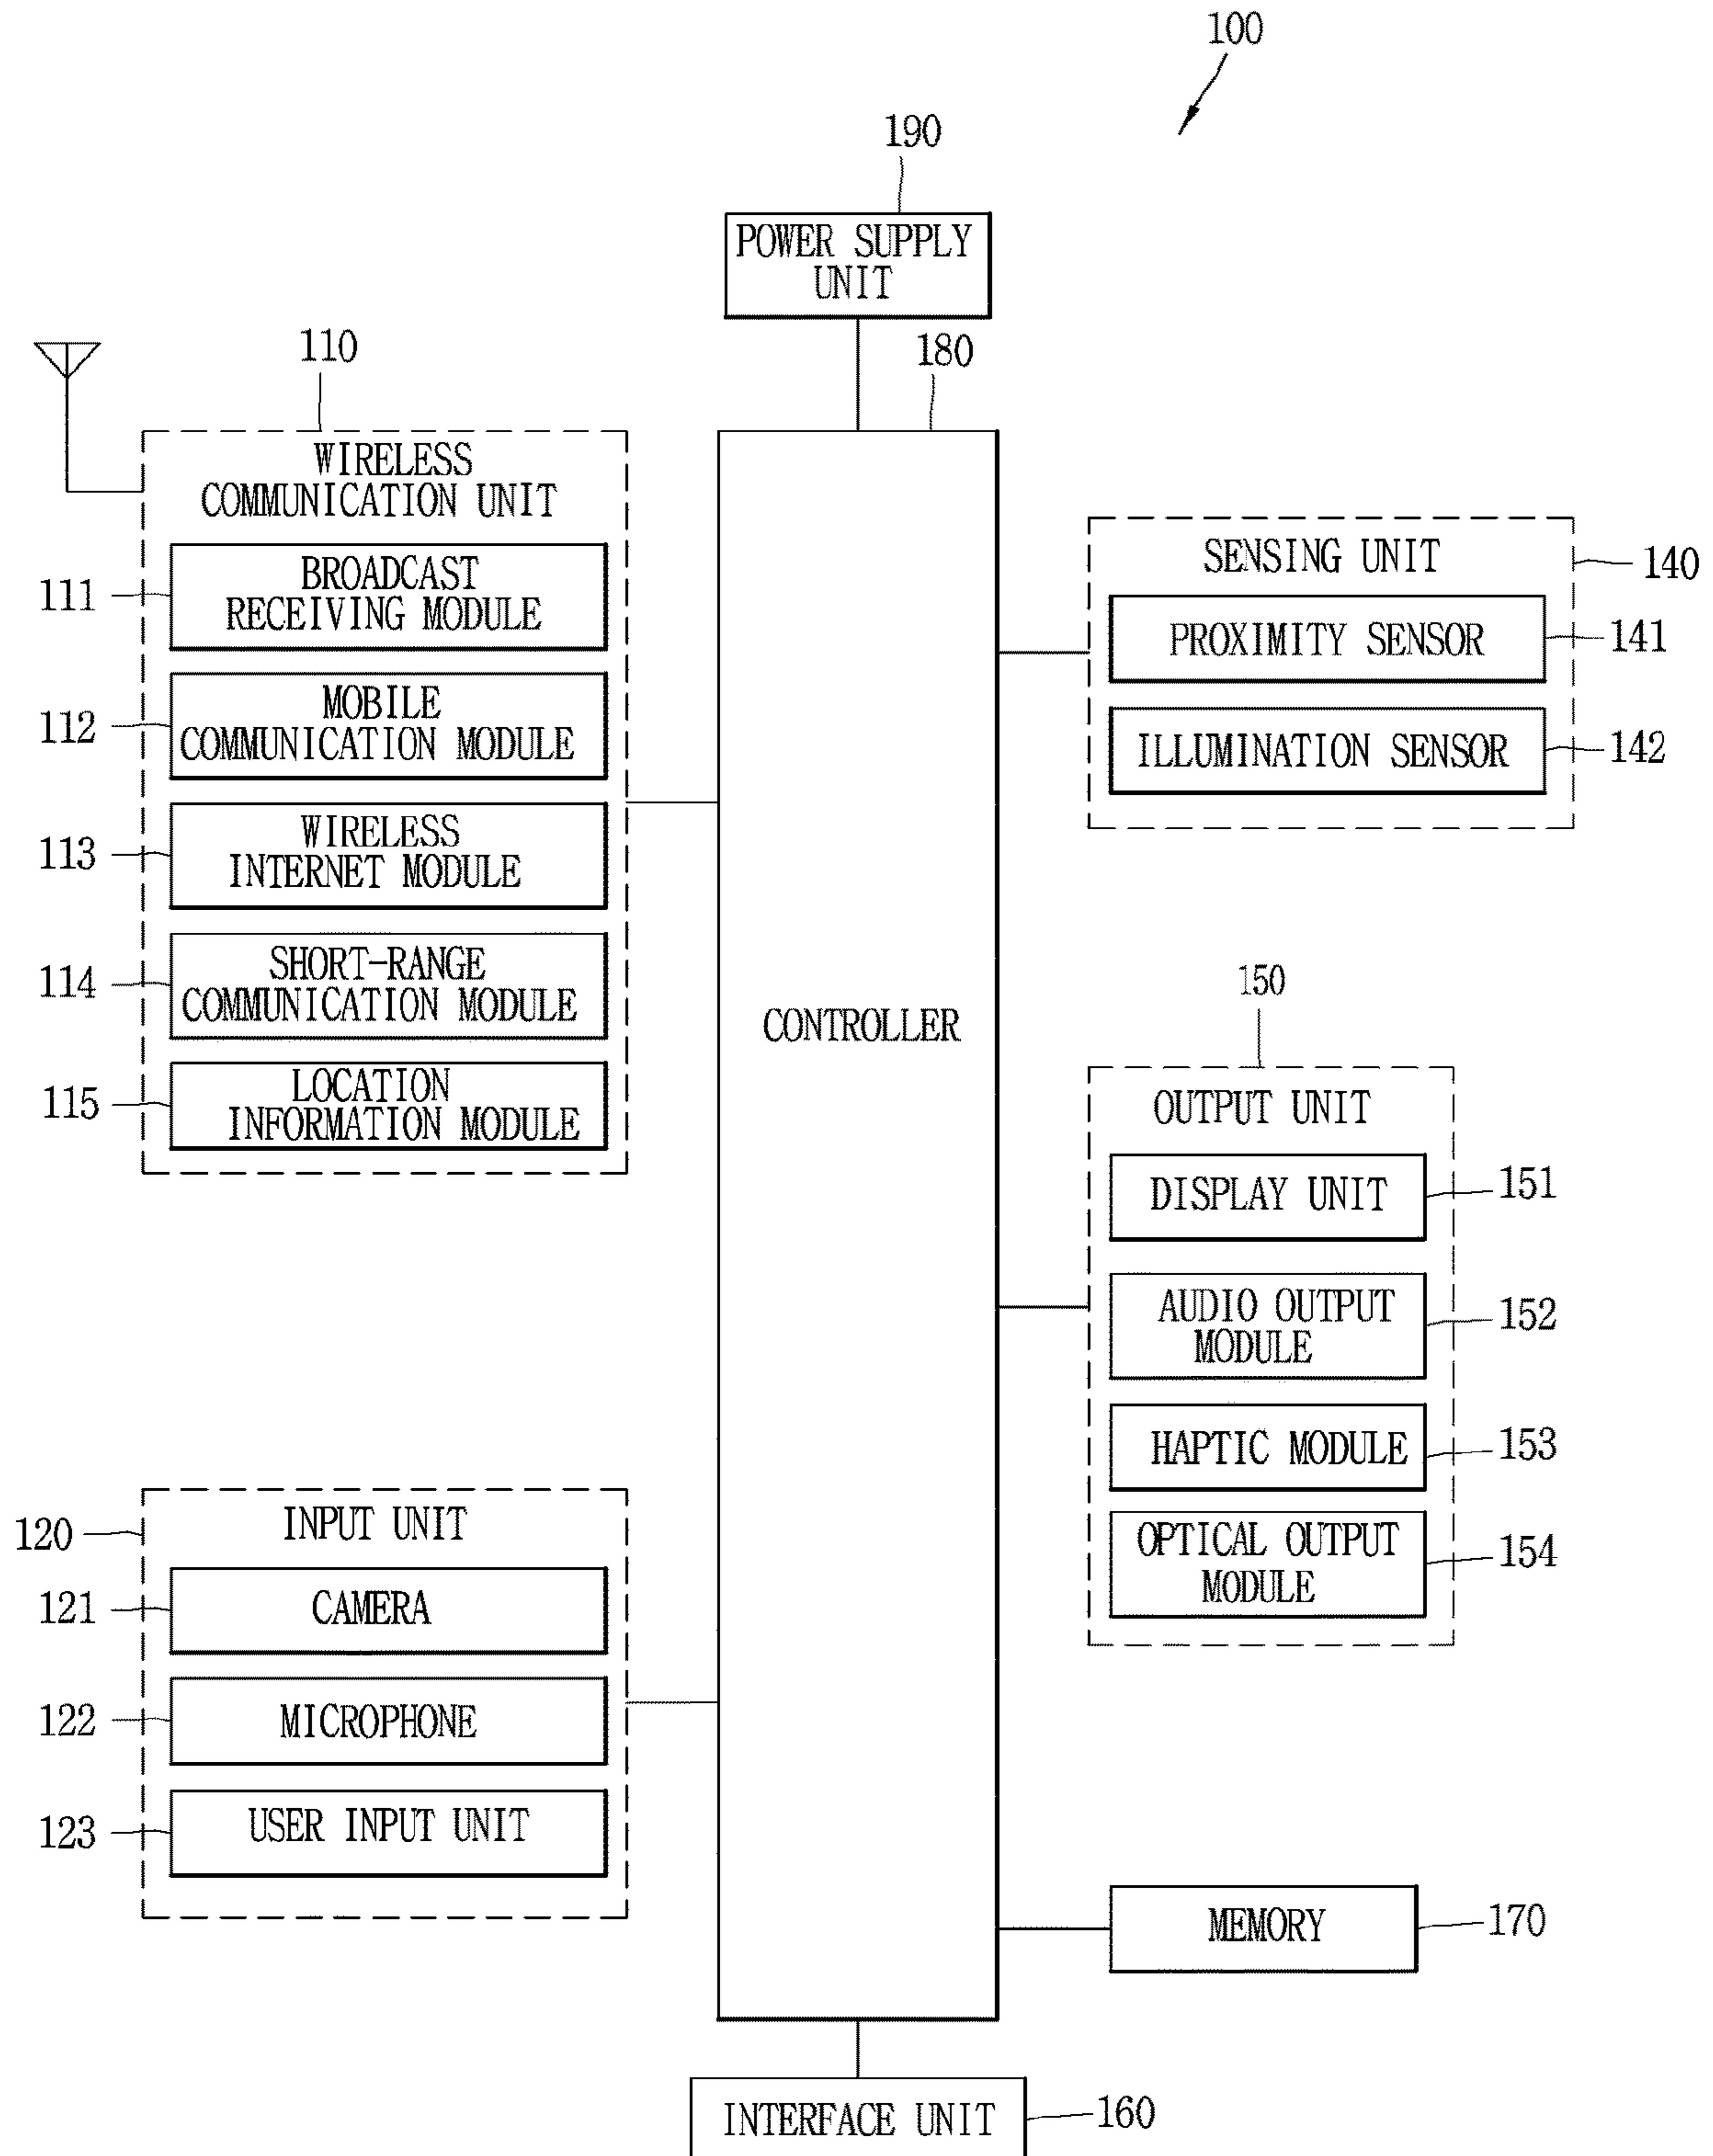 100
190
POWER SUPPLY
UNIT
110
180
WIRELESS
COMMUNICATION UNIT
111
BROADCAST
RECEIVING MODULE
112
MOBILE
COMMUNICATION MODULE
113
WIRELESS
INTERNET MODULE
114
SHORT-RANGE
COMMUNICATION MODULE
115
LOCATION
INFORMATION MODULE
120
INPUT UNIT
121
CAMERA
122
MICROPHONE
123
USER INPUT UNIT
CONTROLLER
SENSING UNIT
140
PROXIMITY SENSOR
141
ILLUMINATION SENSOR
142
150
OUTPUT UNIT
DISPLAY UNIT
151
AUDIO OUTPUT
MODULE
152
HAPTIC MODULE
153
OPTICAL OUTPUT
MODULE
154
MEMORY
170
INTERFACE UNIT
160